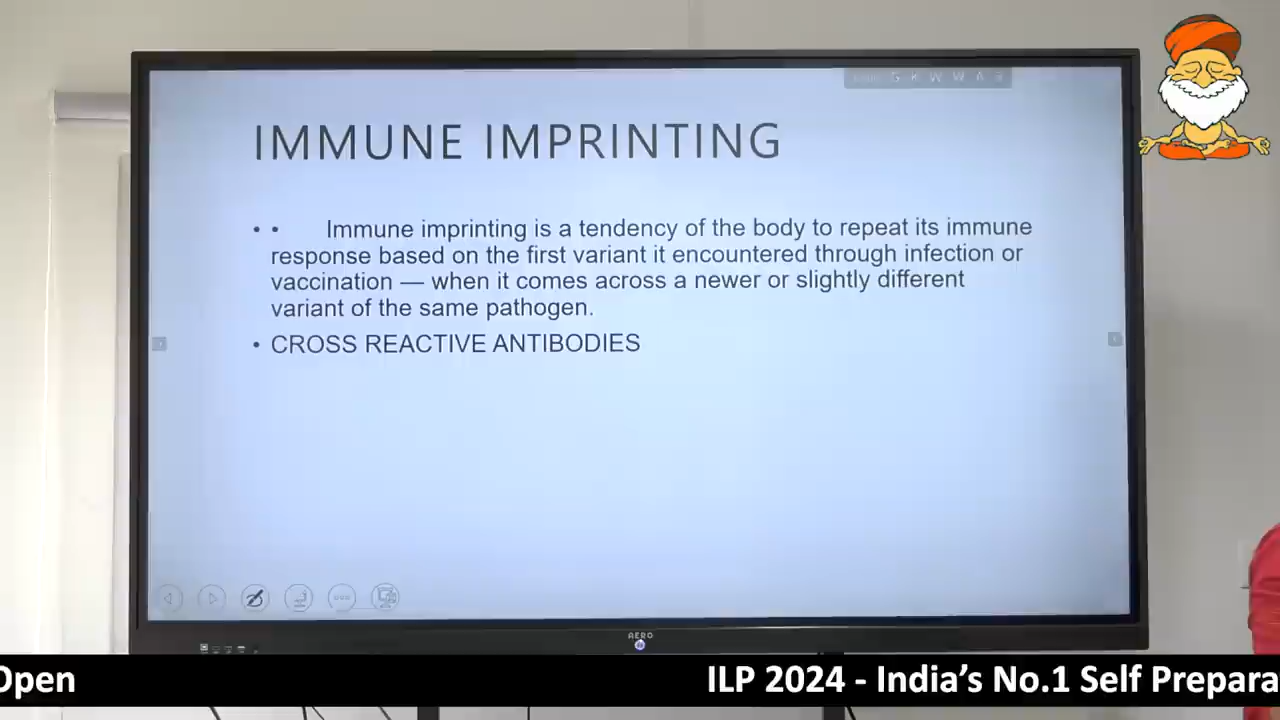 IMMUNE IMPRINTING
• • Immune imprinting is a tendency of the body to repeat its immune
response based on the first variant it encountered through infection or
vaccination — when it comes across a newer or slightly different
variant of the same pathogen.
• CROSS REACTIVE ANTIBODIES
AERO
Open
ILP 2024 - India’s No.1 Self Prepara